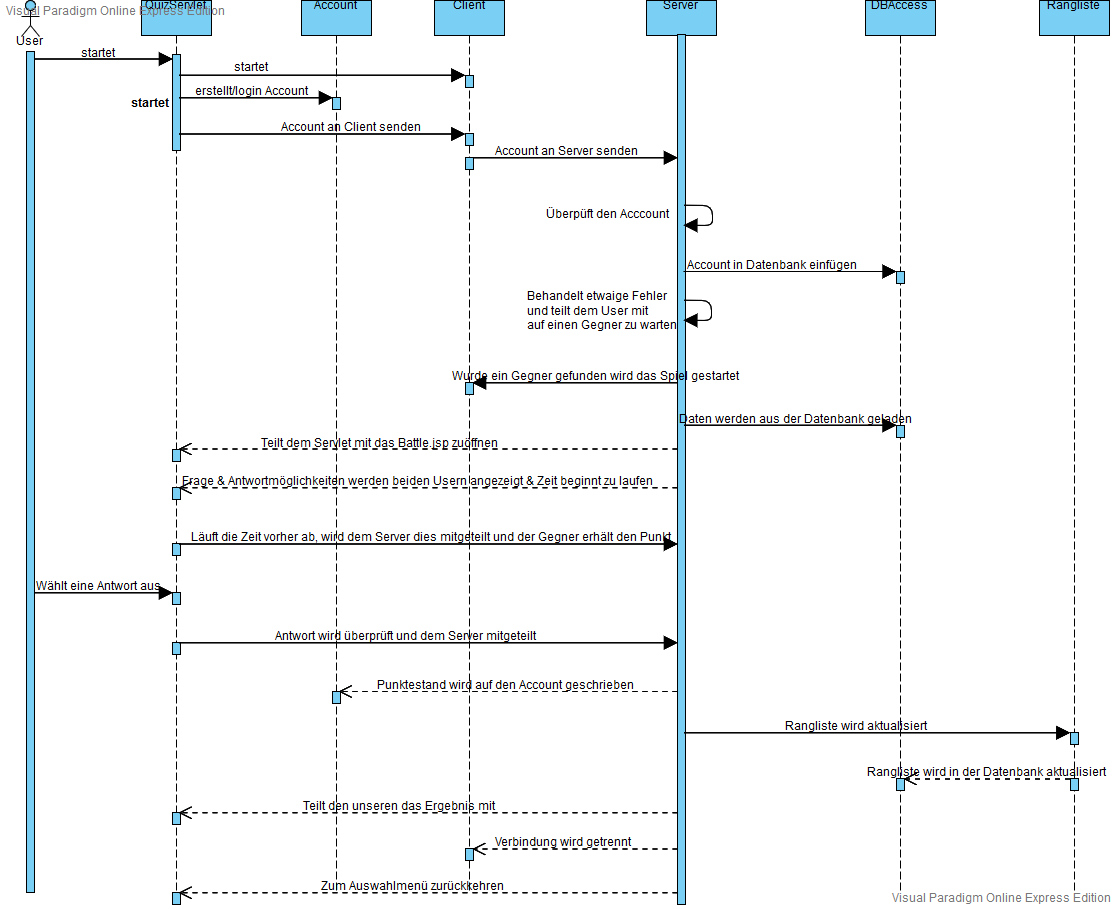 Visual Paradigm Online Express Edition
QuizServlet
Account
Client
Server
DBAccess
Rangliste
User
startet
startet
erstellt/login Account
startet
Account an Client senden
Account an Server senden
Überpüft den Acccount
Account in Datenbank einfügen
Behandelt etwaige Fehler
und teilt dem User mit
auf einen Gegner zu warten
Wurde ein Gegner gefunden wird das Spiel gestartet
Daten werden aus der Datenbank geladen
Teilt dem Servlet mit das Battle.jsp zuöffnen
Frage & Antwortmöglichkeiten werden beiden Usern angezeigt & Zeit beginnt zu laufen
Läuft die Zeit vorher ab, wird dem Server dies mitgeteilt und der Gegner erhält den Punkt
Wählt eine Antwort aus
Antwort wird überprüft und dem Server mitgeteilt
Punktestand wird auf den Account geschrieben
Rangliste wird aktualisiert
Rangliste wird in der Datenbank aktualisiert
Teilt den unseren das Ergebnis mit
Verbindung wird getrennt
Zum Auswahlmenü zurückkehren
Visual Paradigm Online Express Edition